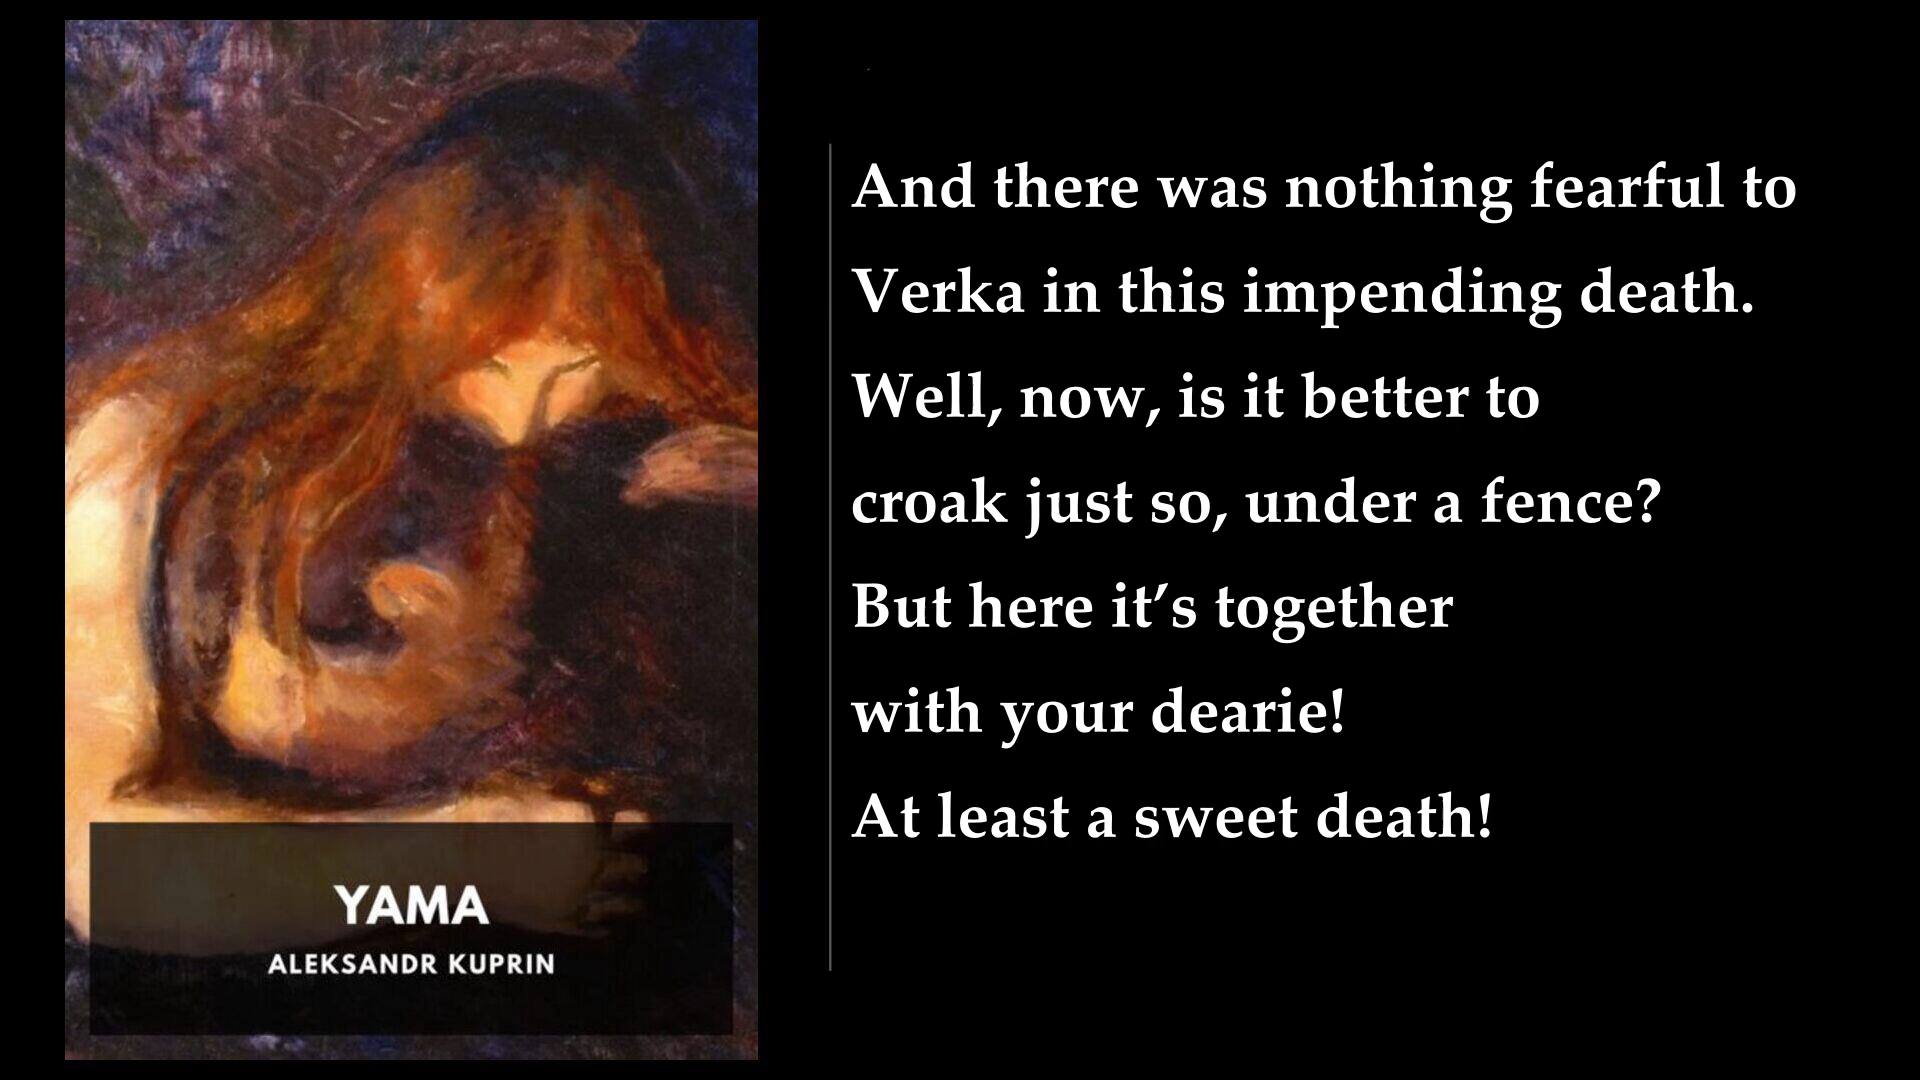 YAMA
ALEKSANDR KUPRIN
And there was nothing fearful to
Verka in this impending death.
Well, now, is it better to
croak just so, under a fence?
But here it’s together
with your dearie!
At least a sweet death!